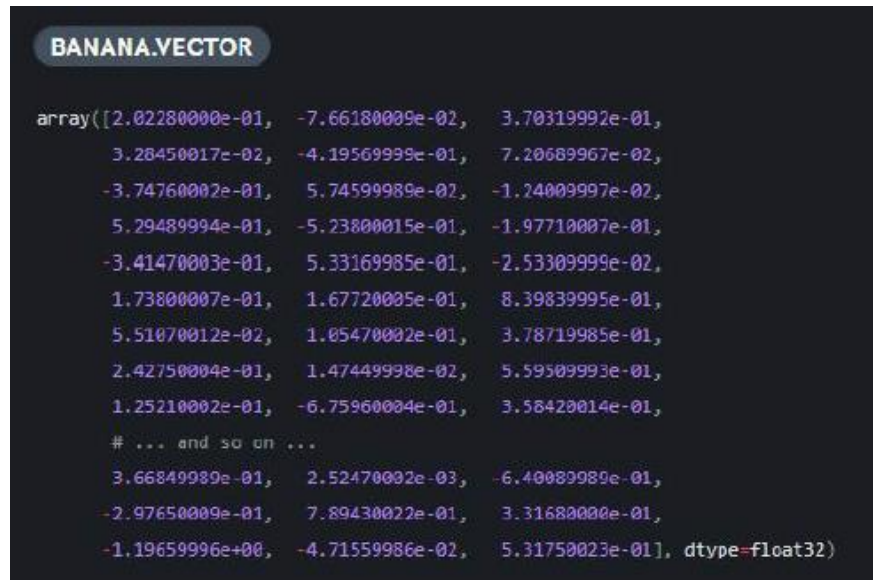 BANANA.VECTOR
array([2.02280000e-01, -7.66180009e-02, 3.70319992e-01,
3.28450017e-02, -4.19569999e-01, 7.20689967e-02,
-3.74760002e-01, 5.74599989e-02, -1.24009997e-02,
5.29489994e-01, -5.23800015e-01, -1.97710007e-01,
-3.41470003e-01, 5.33169985e-01, -2.53309999e-02,
1.73800007e-01, 1.67720005e-01, 8.39839995e-01,
5.51070012e-02, 1.05470002e-01, 3.78719985e-01,
2.42750004e-01, 1.47449998e-02, 5.59509993e-01,
1.25210002e-01, -6.75960004e-01, 3.58420014e-01,
# ... and so on ...
3.66849989e-01, 2.52470002e-03, -6.40089989e-01,
-2.97650009e-01, 7.89430022e-01, 3.31680000e-01,
-1.19659996e+00, -4.71559986e-02, 5.31750023e-01], dtype=float32)